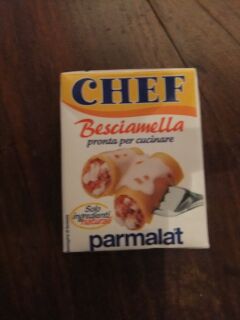 CHEF
Besciamella
pronta per cucinare
Solo
ingredienti
naturali
parmalat